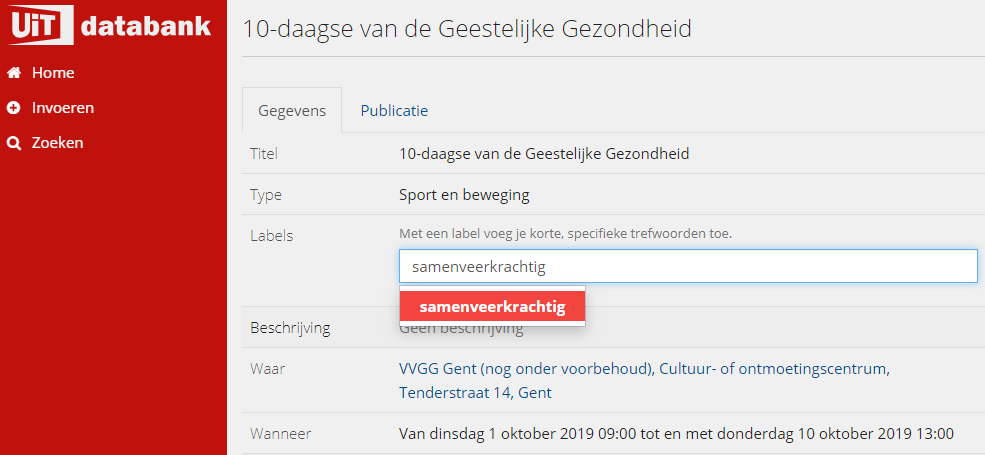 UiT databank
Home
Invoeren
Zoeken
10-daagse van de Geestelijke Gezondheid
Gegevens Publicatie
Titel 10-daagse van de Geestelijke Gezondheid
Type Sport en beweging
Labels Met een label voeg je korte, specifieke trefwoorden toe.
samenveerkrachtig
samenveerkrachtig
Beschrijving Geen beschrijving
Waar VVGG Gent (nog onder voorbehoud), Cultuur- of ontmoetingscentrum,
Tenderstraat 14, Gent
Wanneer Van dinsdag 1 oktober 2019 09:00 tot en met donderdag 10 oktober 2019 13:00